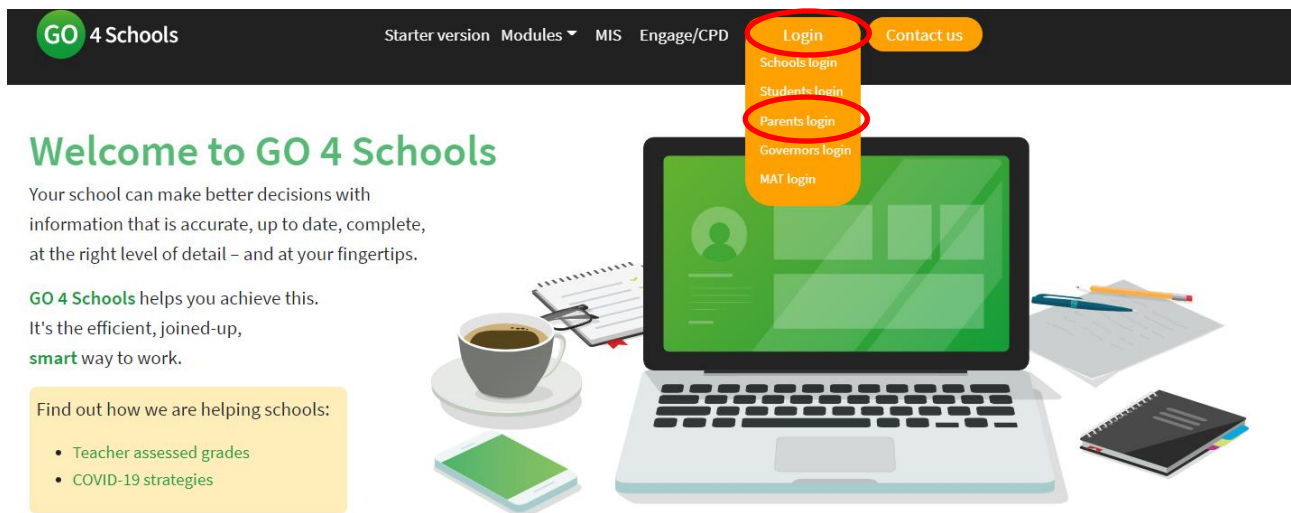 GO 4 Schools
Starter version Modules MIS Engage/CPD Login Contact us
Schools login
Students login
Parents login
Governors login
MAT login
Welcome to GO 4 Schools
Your school can make better decisions with
information that is accurate, up to date, complete,
at the right level of detail – and at your fingertips.
GO 4 Schools helps you achieve this.
It's the efficient, joined-up,
smart way to work.
Find out how we are helping schools:
• Teacher assessed grades
• COVID-19 strategies